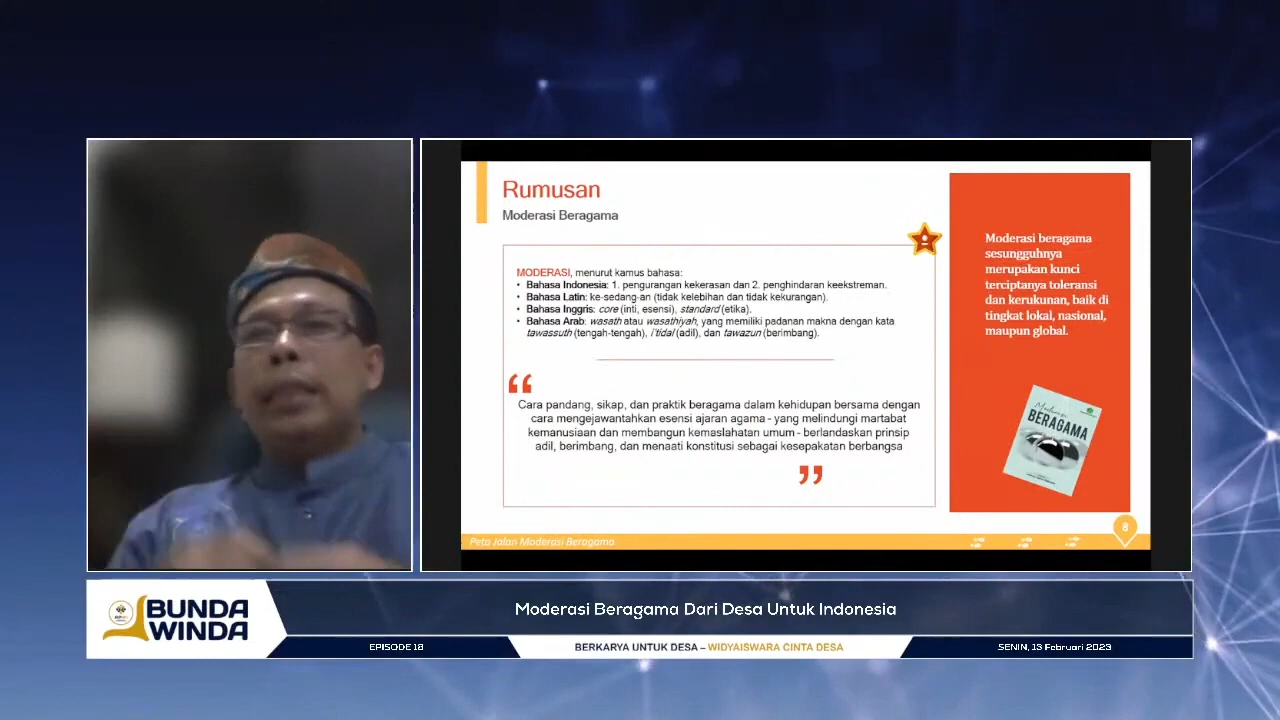 Rumusan
Moderasi Beragama
MODERASI, menurut kamus bahasa:
• Bahasa Indonesia: 1. pengurangan kekerasan dan 2. penghindaran keekstreman.
• Bahasa Latin: ke-sedang-an (tidak kelebihan dan tidak kekurangan).
• Bahasa Inggris: core (inti, esensi), standard (etika).
• Bahasa Arab: wasath atau wasathiyah, yang memiliki padanan makna dengan kata
tawassuth (tengah-tengah), i'tidal (adil), dan tawazun (berimbang).
“
Cara pandang, sikap, dan praktik beragama dalam kehidupan bersama dengan
cara mengejawantahkan esensi ajaran agama - yang melindungi martabat
kemanusiaan dan membangun kemaslahatan umum - berlandaskan prinsip
adil, berimbang, dan menaati konstitusi sebagai kesepakatan berbangsa
”
Moderasi beragama
sesungguhnya
merupakan kunci
terciptanya toleransi
dan kerukunan, baik di
tingkat lokal, nasional,
maupun global.
Moderasi
BERAGAMA
Peta Jalan Moderasi Beragama
8
BUNDA
WINDA
Moderasi Beragama Dari Desa Untuk Indonesia
EPISODE 18
BERKARYA UNTUK DESA – WIDYAISWARA CINTA DESA
SENIN, 13 Februari 2023